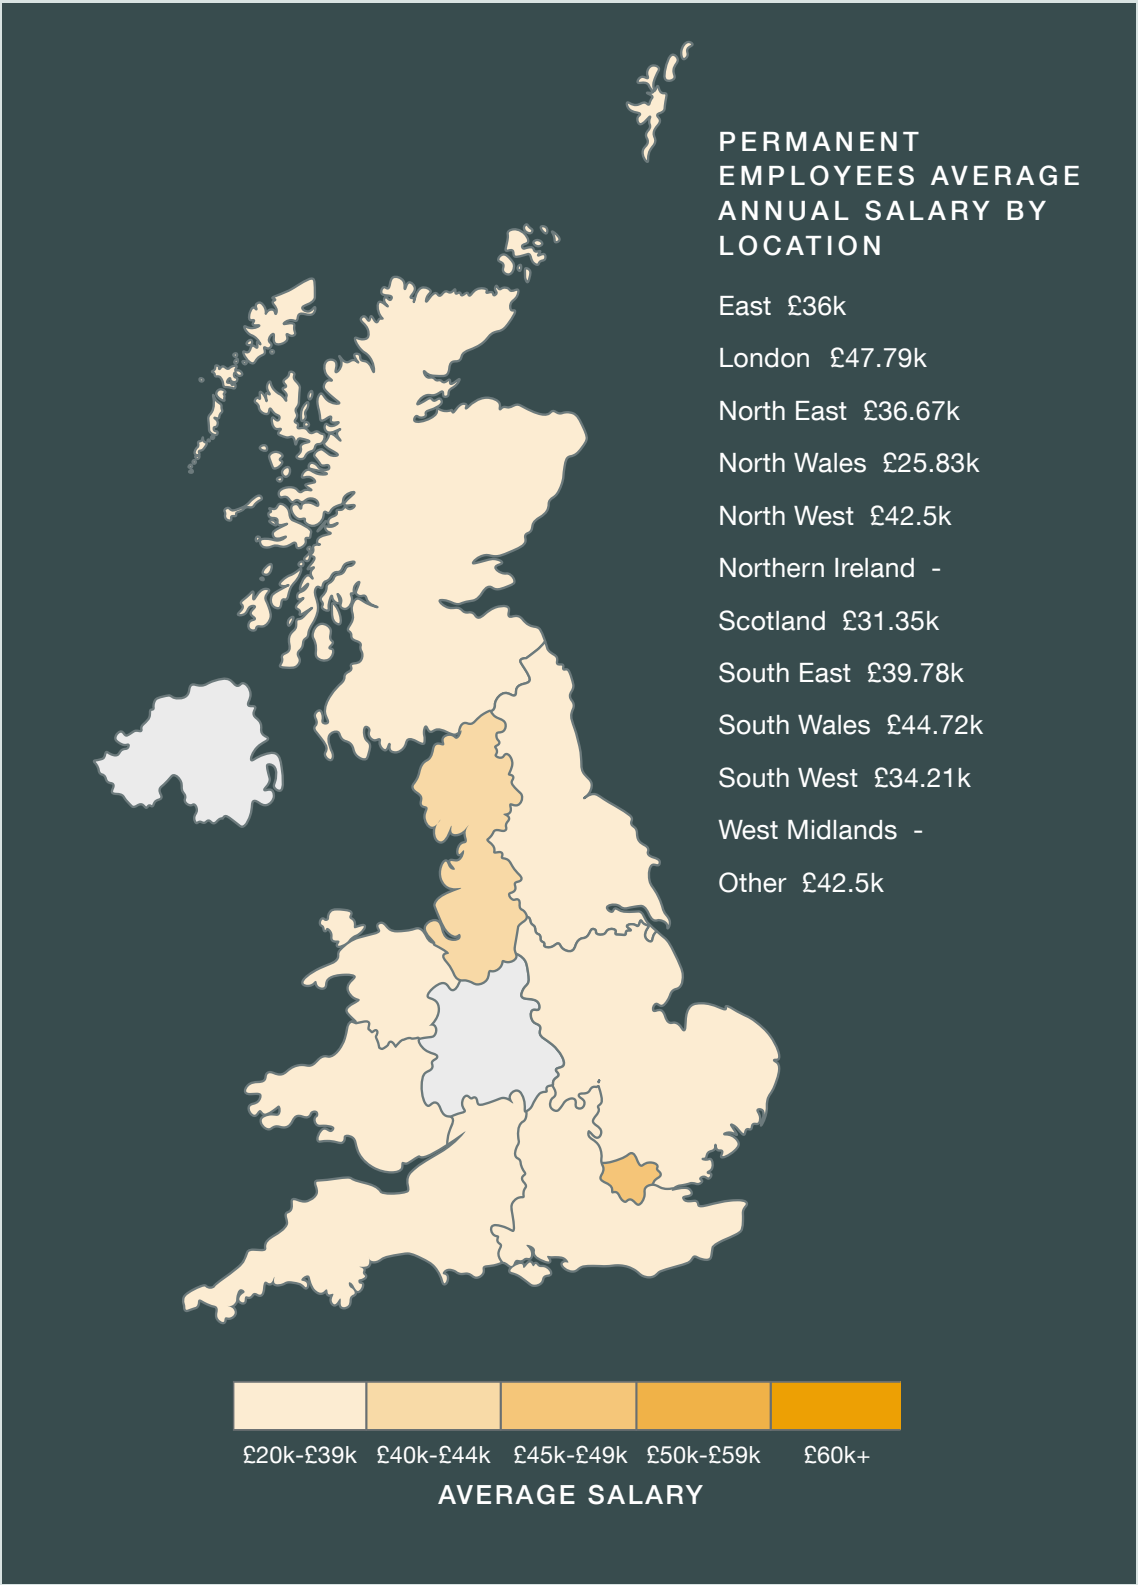 PERMANENT
EMPLOYEES AVERAGE
ANNUAL SALARY BY
LOCATION
East £36k
London £47.79k
North East £36.67k
North Wales £25.83k
North West £42.5k
Northern Ireland -
Scotland £31.35k
South East £39.78k
South Wales £44.72k
South West £34.21k
West Midlands -
Other £42.5k
£20k-£39k £40k-£44k £45k-£49k £50k-£59k £60k+
AVERAGE SALARY